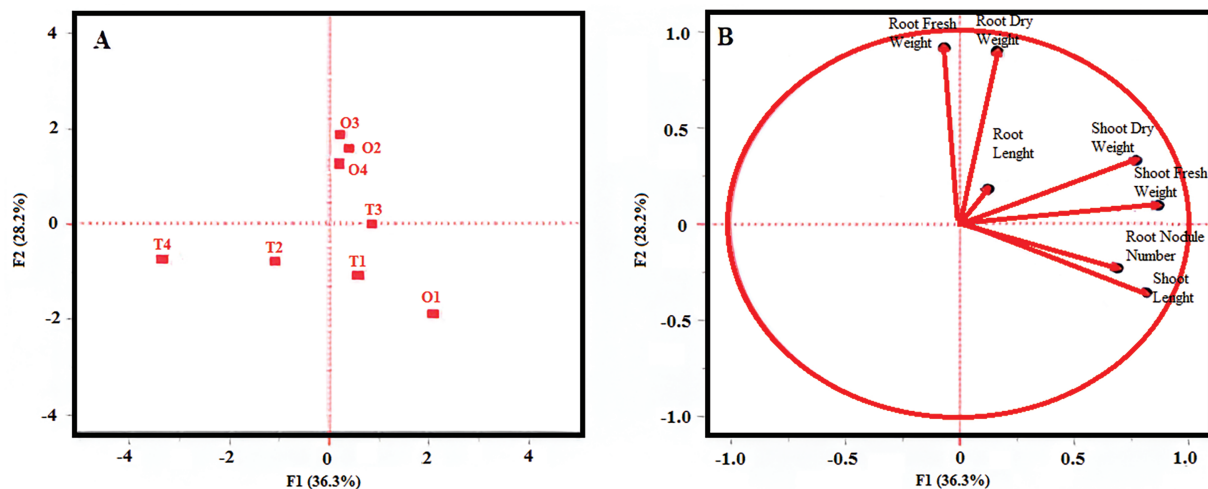 A
4
2
0
-2
-4
F2 (28.2%)
O3
O2
O4
T3
T4
T2
T1
O1
-4
-2
0
2
4
F1 (36.3%)
B
1.0
0.5
0
-0.5
-1.0
F2 (28.2%)
Root Fresh
Weight
Root Dry
Weight
Root
Lenght
Shoot Dry
Weight
Shoot Fresh
Weight
Root Nodule
Number
Shoot
Lenght
-1.0
-0.5
0
0.5
1.0
F1 (36.3%)